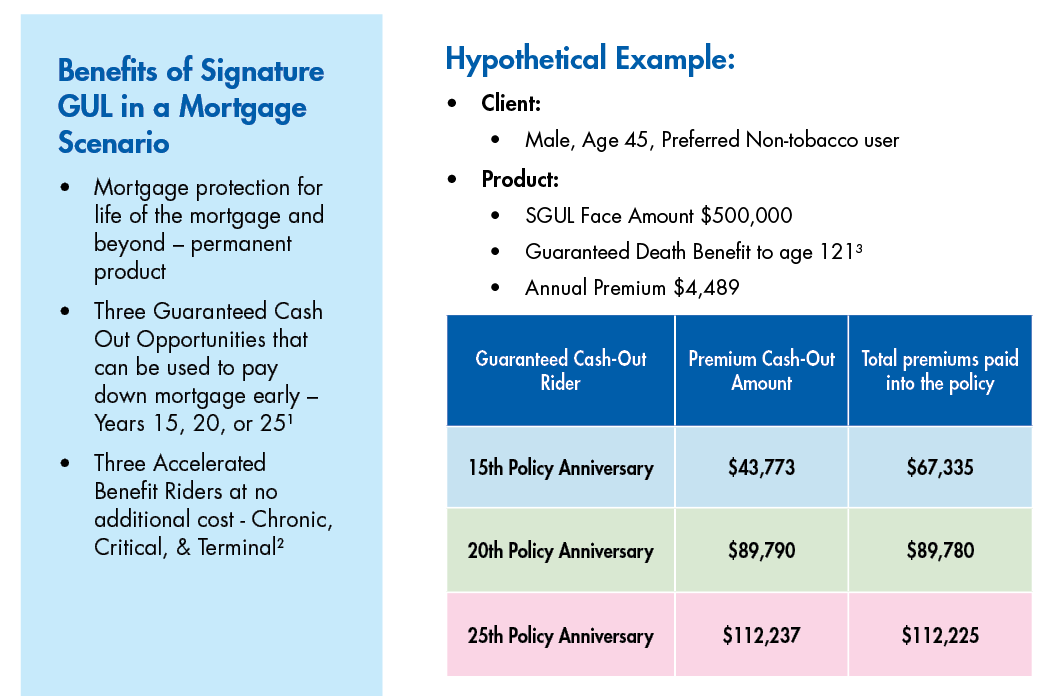 Benefits of Signature
GUL in a Mortgage
Scenario
• Mortgage protection for
life of the mortgage and
beyond – permanent
product
• Three Guaranteed Cash
Out Opportunities that
can be used to pay
down mortgage early –
Years 15, 20, or 25¹
• Three Accelerated
Benefit Riders at no
additional cost - Chronic,
Critical, & Terminal²
Hypothetical Example:
• Client:
• Male, Age 45, Preferred Non-tobacco user
• Product:
• SGUL Face Amount $500,000
• Guaranteed Death Benefit to age 121³
• Annual Premium $4,489
Guaranteed Cash-Out
Rider
Premium Cash-Out
Amount
Total premiums paid
into the policy
15th Policy Anniversary $43,773 $67,335
20th Policy Anniversary $89,790 $89,780
25th Policy Anniversary $112,237 $112,225